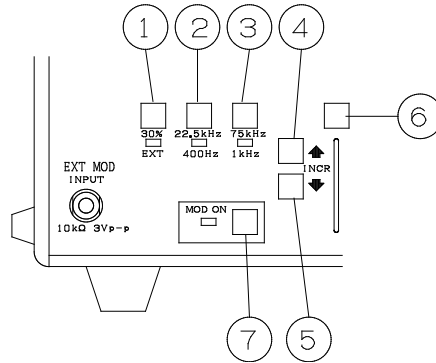 1 2 3 4
6
30% 22.5kHz 75kHz
EXT 400Hz 1kHz
INCR
EXT MOD
INPUT
10kΩ 3Vp-p
MOD ON
7 5